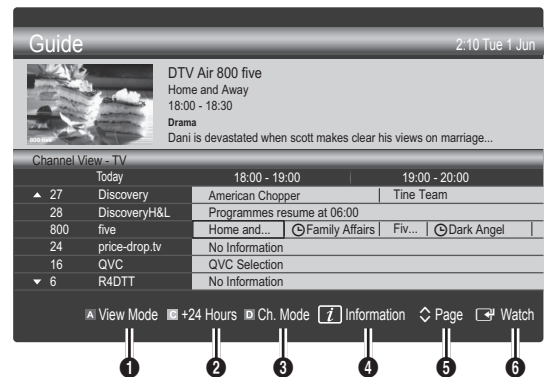 Guide 2:10 Tue 1 Jun
DTV Air 800 five
Home and Away
18:00 - 18:30
Drama
Dani is devastated when scott makes clear his views on marriage...
800 five
Channel View - TV
Today 18:00 - 19:00 19:00 - 20:00
▲ 27 Discovery American Chopper Tine Team
28 DiscoveryH&L Programmes resume at 06:00
800 five Home and... Family Affairs Fiv... Dark Angel
24 price-drop.tv No Information
16 QVC QVC Selection
▼ 6 R4DTT No Information
A View Mode C +24 Hours D Ch. Mode i Information Page Watch
1 2 3 4 5 6